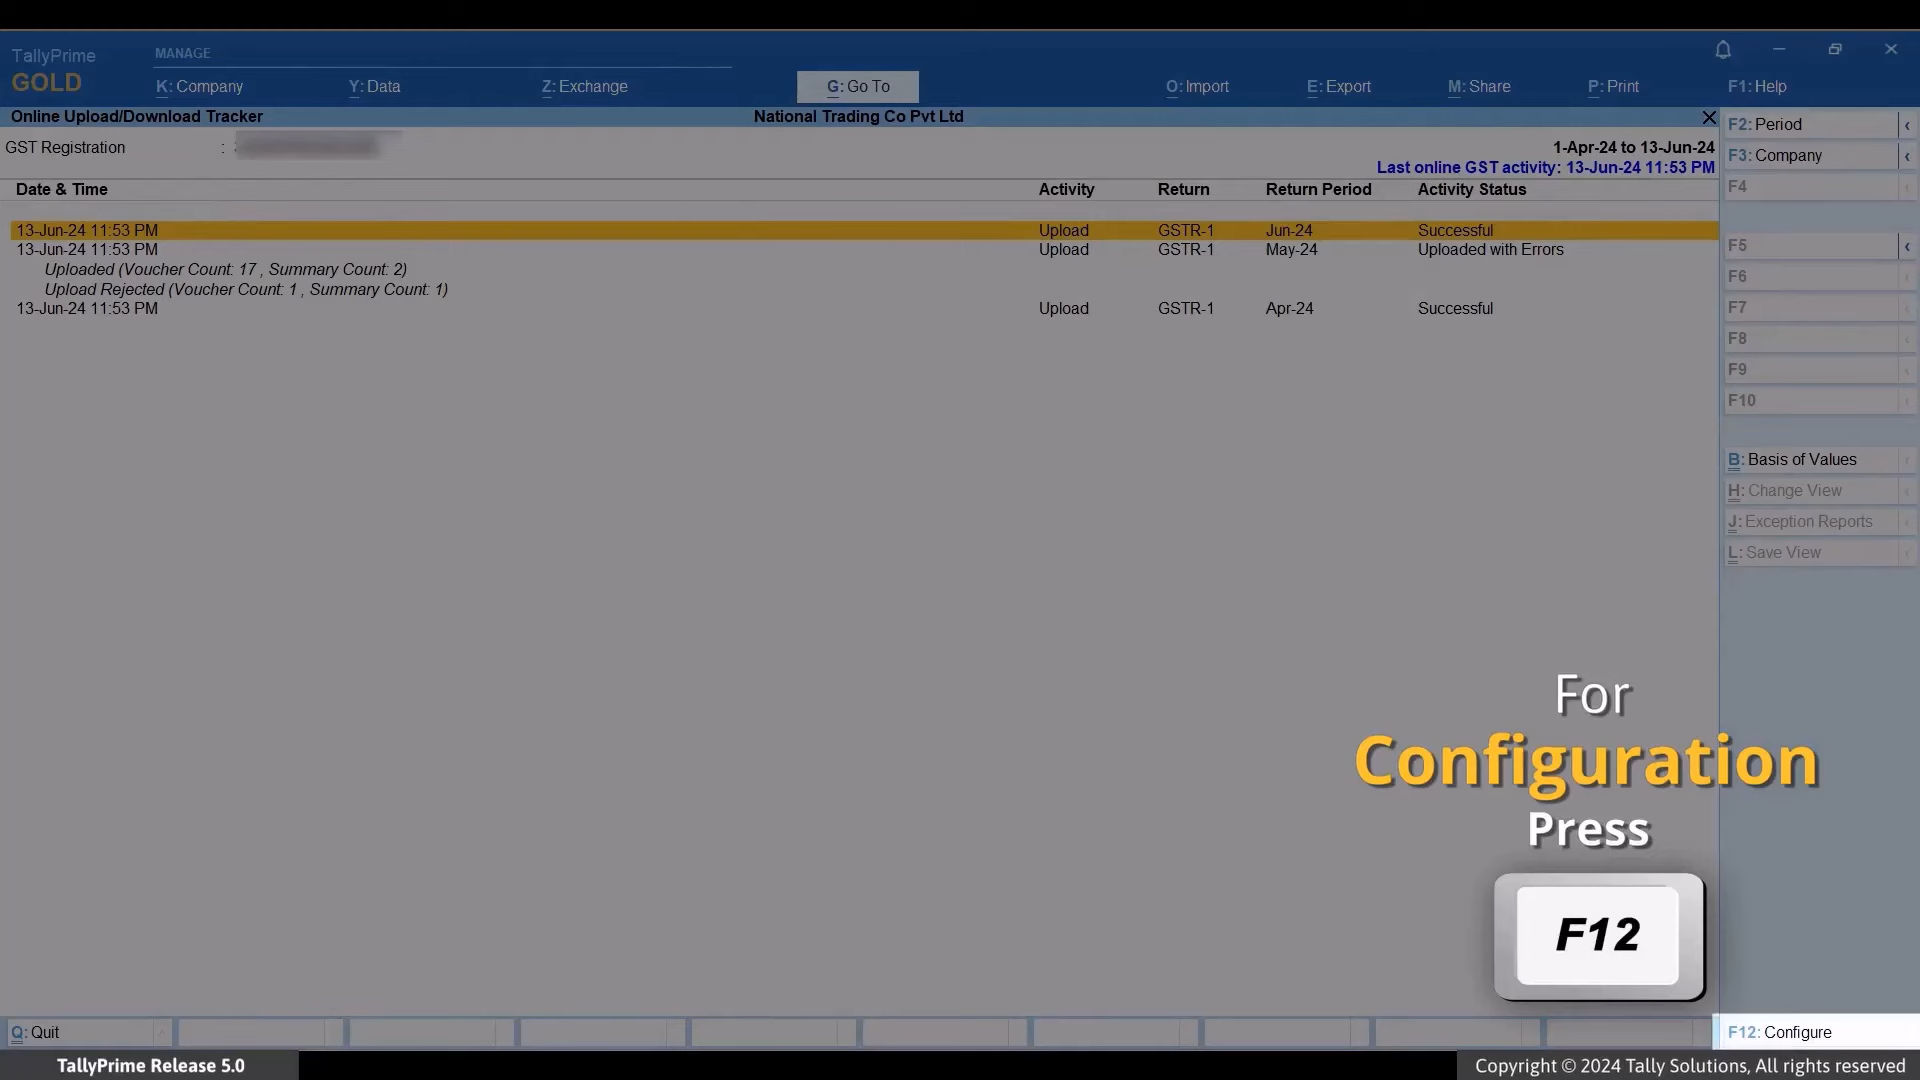 TallyPrime
GOLD
MANAGE
K: Company
Y: Data
Z: Exchange
G: Go To
O: Import
E: Export
M: Share
P: Print
F1: Help
Online Upload/Download Tracker
National Trading Co Pvt Ltd
GST Registration :
1-Apr-24 to 13-Jun-24
Last online GST activity: 13-Jun-24 11:53 PM
Date & Time Activity Return Return Period Activity Status
13-Jun-24 11:53 PM Upload GSTR-1 Jun-24 Successful
13-Jun-24 11:53 PM Upload GSTR-1 May-24 Uploaded with Errors
Uploaded (Voucher Count: 17 , Summary Count: 2)
Upload Rejected (Voucher Count: 1 , Summary Count: 1)
13-Jun-24 11:53 PM Upload GSTR-1 Apr-24 Successful
F2: Period
F3: Company
F4
F5
F6
F7
F8
F9
F10
B: Basis of Values
H: Change View
J: Exception Reports
L: Save View
For
Configuration
Press
F12
Q: Quit
F12: Configure
TallyPrime Release 5.0
Copyright © 2024 Tally Solutions, All rights reserved